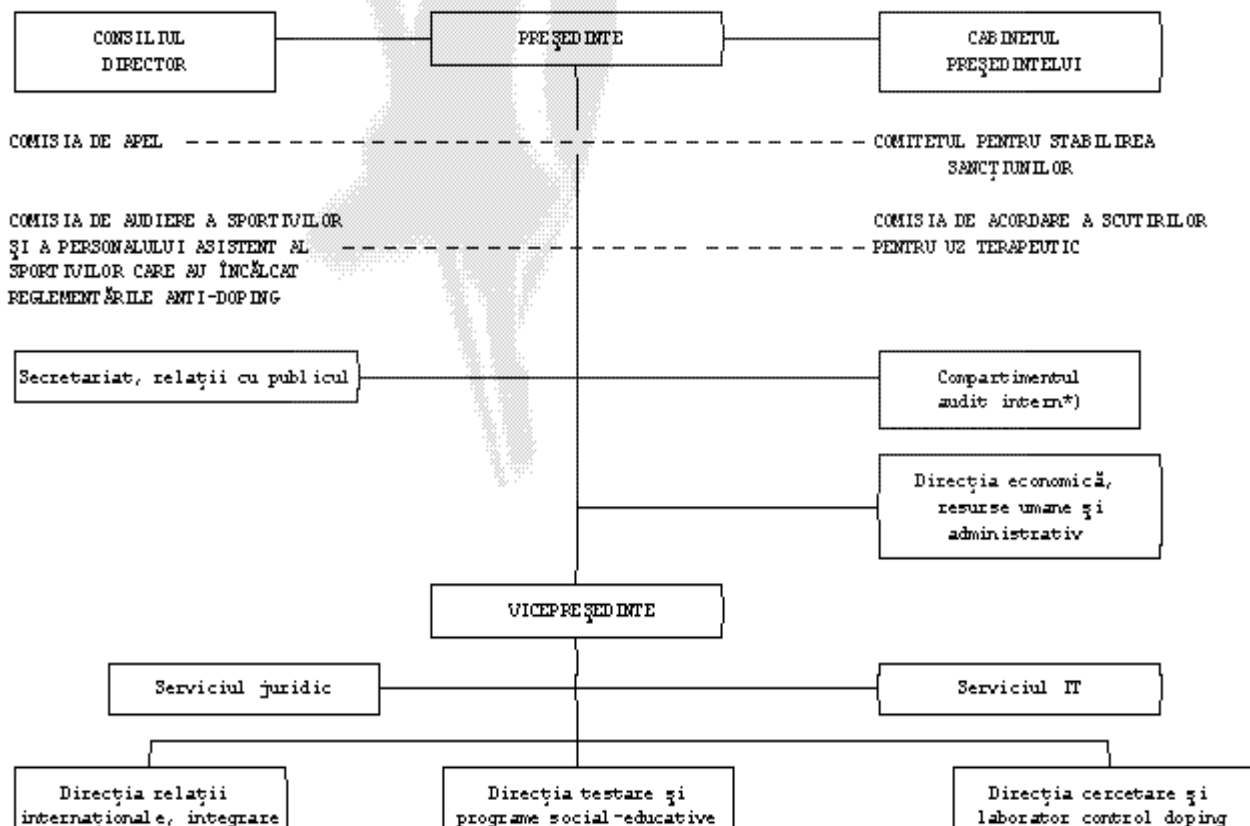 CONSILIUL
DIRECTOR
PREŞEDINTE
CABINETUL
PREŞEDINTELUI
COMISIA DE APEL
COMITETUL PENTRU STABILIREA
SANCŢIUNILOR
COMISIA DE AUDIERE A SPORTIVILOR
ŞI A PERSONALULUI ASISTENT AL
SPORTIVILOR CARE AU ÎNCĂLCAT
REGLEMENTĂRILE ANTI-DOPING
COMISIA DE ACORDARE A SCUTIRILOR
PENTRU UZ TERAPEUTIC
Secretariat, relaţii cu publicul
Compartimentul
audit intern*)
Direcţia economică,
resurse umane şi
administrativ
VICEPREŞEDINTE
Serviciul juridic
Serviciul IT
Direcţia relaţii
internaţionale, integrare
Direcţia testare şi
programe social-educative
Direcţia cercetare şi
laborator control doping